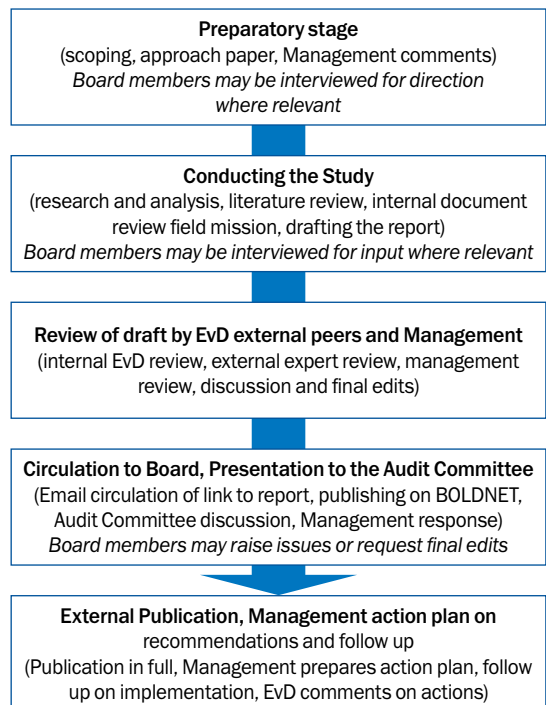 Preparatory stage
(scoping, approach paper, Management comments)
Board members may be interviewed for direction
where relevant
Conducting the Study
(research and analysis, literature review, internal document
review field mission, drafting the report)
Board members may be interviewed for input where relevant
Review of draft by EvD external peers and Management
(internal EvD review, external expert review, management
review, discussion and final edits)
Circulation to Board, Presentation to the Audit Committee
(Email circulation of link to report, publishing on BOLDNET,
Audit Committee discussion, Management response)
Board members may raise issues or request final edits
External Publication, Management action plan on
recommendations and follow up
(Publication in full, Management prepares action plan, follow
up on implementation, EvD comments on actions)